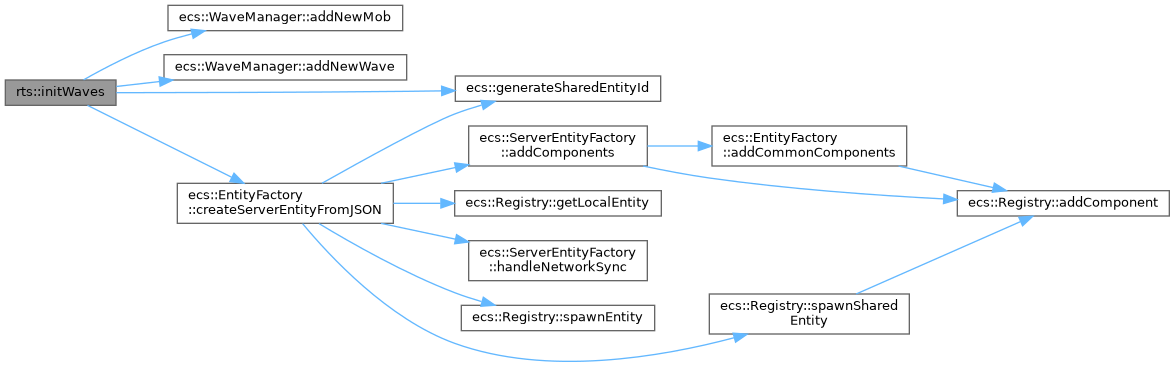 ecs::WaveManager::addNewMob
ecs::WaveManager::addNewWave
rts::initWaves
ecs::generateSharedEntityId
ecs::ServerEntityFactory
::addComponents
ecs::EntityFactory
::addCommonComponents
ecs::EntityFactory
::createServerEntityFromJSON
ecs::Registry::getLocalEntity
ecs::Registry::addComponent
ecs::ServerEntityFactory
::handleNetworkSync
ecs::Registry::spawnEntity
ecs::Registry::spawnShared
Entity